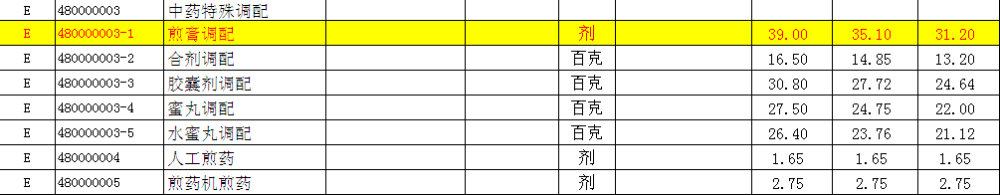 E 480000003 中药特殊调配
E 480000003-1 煎膏调配 剂 39.00 35.10 31.20
E 480000003-2 合剂调配 百克 16.50 14.85 13.20
E 480000003-3 胶囊剂调配 百克 30.80 27.72 24.64
E 480000003-4 蜜丸调配 百克 27.50 24.75 22.00
E 480000003-5 水蜜丸调配 百克 26.40 23.76 21.12
E 480000004 人工煎药 剂 1.65 1.65 1.65
E 480000005 煎药机煎药 剂 2.75 2.75 2.75